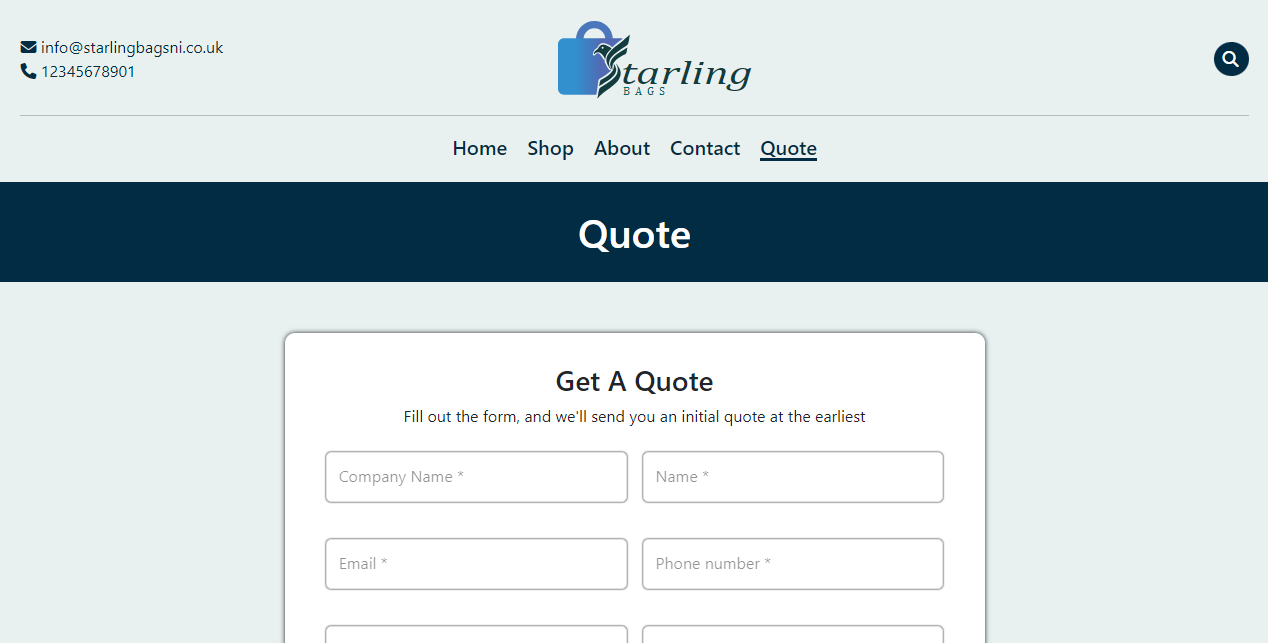 info@starlingbagsni.co.uk
12345678901
Starling
BAGS
Home Shop About Contact Quote
Quote
Get A Quote
Fill out the form, and we'll send you an initial quote at the earliest
Company Name * Name *
Email * Phone number *